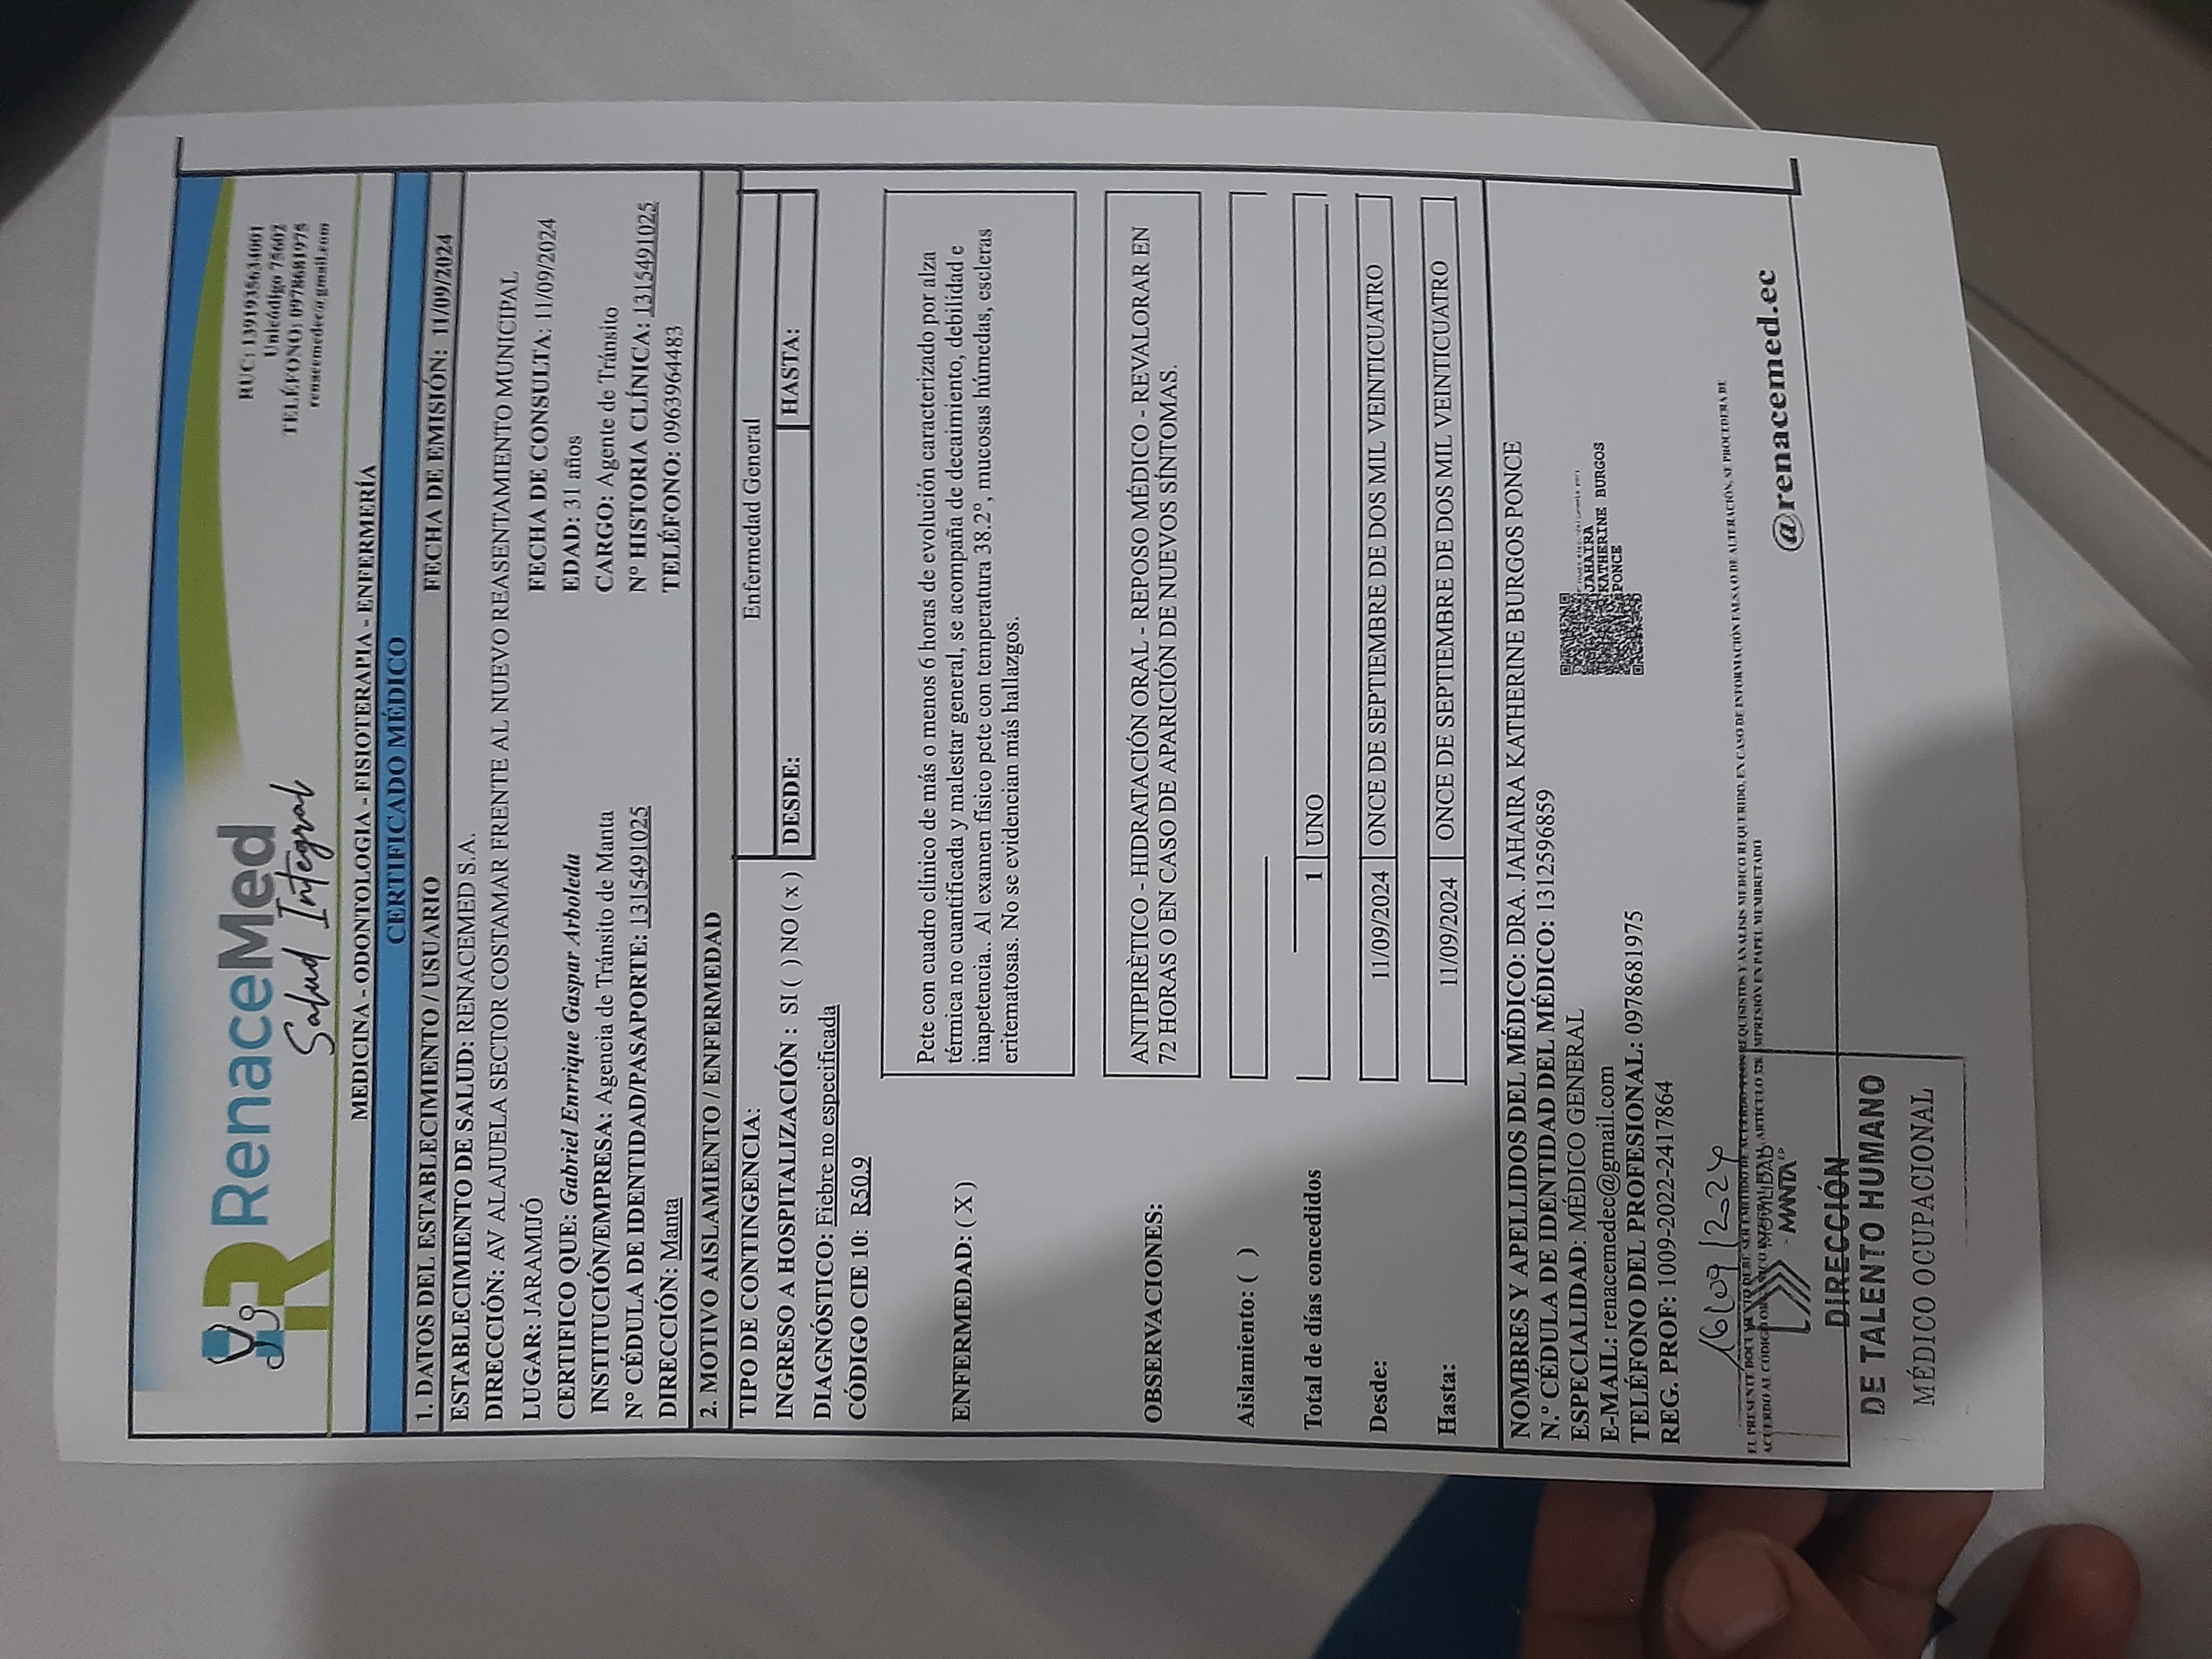 RenaceMed
Salud Integral
RUC: 1391935634001
Unicódigo 75602
TELÉFONO: 0978681975
renacemedec@gmail.com
MEDICINA - ODONTOLOGIA - FISIOTERAPIA - ENFERMERÍA
CERTIFICADO MÉDICO
1. DATOS DEL ESTABLECIMIENTO / USUARIO FECHA DE EMISIÓN: 11/09/2024
ESTABLECIMIENTO DE SALUD: RENACEMED S.A.
DIRECCIÓN: AV ALAJUELA SECTOR COSTAMAR FRENTE AL NUEVO REASENTAMIENTO MUNICIPAL
LUGAR: JARAMIJÓ FECHA DE CONSULTA: 11/09/2024
CERTIFICO QUE: Gabriel Enrrique Gaspar Arboleda EDAD: 31 años
INSTITUCIÓN/EMPRESA: Agencia de Tránsito de Manta CARGO: Agente de Tránsito
Nº CÉDULA DE IDENTIDAD/PASAPORTE: 1315491025 Nº HISTORIA CLÍNICA: 1315491025
DIRECCIÓN: Manta TELÉFONO: 0963964483
2. MOTIVO AISLAMIENTO / ENFERMEDAD
TIPO DE CONTINGENCIA: Enfermedad General
INGRESO A HOSPITALIZACIÓN : SI ( ) NO ( x ) DESDE: HASTA:
DIAGNÓSTICO: Fiebre no especificada
CÓDIGO CIE 10: R50.9
ENFERMEDAD: ( X )
Pcte con cuadro clínico de más o menos 6 horas de evolución caracterizado por alza
térmica no cuantificada y malestar general, se acompaña de decaimiento, debilidad e
inapetencia.. Al examen físico pcte con temperatura 38.2º, mucosas húmedas, escleras
eritematosas. No se evidencian más hallazgos.
OBSERVACIONES:
ANTIPIRÈTICO - HIDRATACIÓN ORAL - REPOSO MÉDICO - REVALORAR EN
72 HORAS O EN CASO DE APARICIÓN DE NUEVOS SÍNTOMAS.
Aislamiento: ( )
Total de días concedidos 1 UNO
Desde: 11/09/2024 ONCE DE SEPTIEMBRE DE DOS MIL VEINTICUATRO
Hasta: 11/09/2024 ONCE DE SEPTIEMBRE DE DOS MIL VEINTICUATRO
NOMBRES Y APELLIDOS DEL MÉDICO: DRA. JAHAIRA KATHERINE BURGOS PONCE
N.º CÉDULA DE IDENTIDAD DEL MÉDICO: 1312596859
ESPECIALIDAD: MÉDICO GENERAL
E-MAIL: renacemedec@gmail.com
TELÉFONO DEL PROFESIONAL: 0978681975
REG. PROF: 1009-2022-2417864
JAHAIRA
KATHERINE BURGOS
PONCE
16/09/2024
EL PRESENTE DOCUMENTO DEBE SER EMITIDO DE ACUERDO A LOS REQUISISTOS Y ANALISIS MEDICO REQUERIDO, EN CASO DE INFORMACIÓN FALSA O DE ALTERACIÓN, SE PROCEDERA DE
ACUERDO AL CÓDIGO ORGÁNICO INTEGRAL PENAL, ARTICULO 328 IMPRESIÓN EN PAPEL MEMBRETADO
@renacemed.ec
MOVILIDAD
MANTA EP
DIRECCIÓN
DE TALENTO HUMANO
MÉDICO OCUPACIONAL